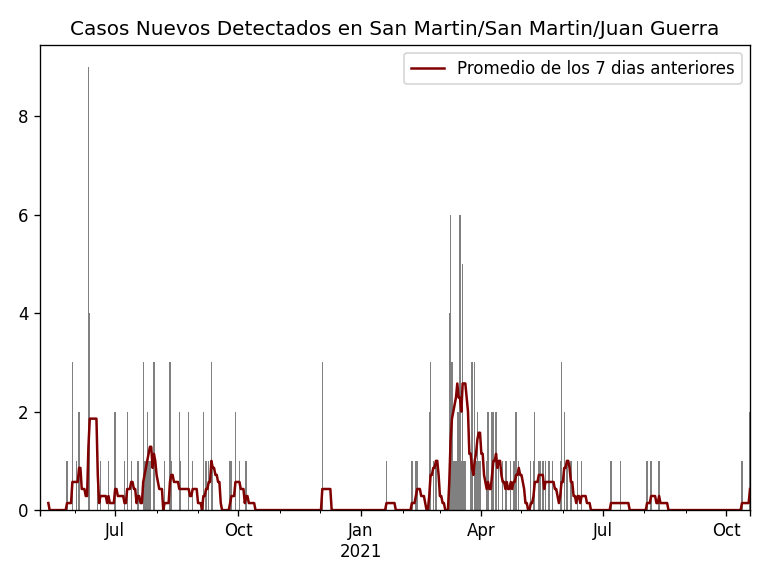 Casos Nuevos Detectados en San Martin/San Martin/Juan Guerra
Promedio de los 7 dias anteriores
8
6
4
2
0
Jul
Oct
Jan
2021
Apr
Jul
Oct